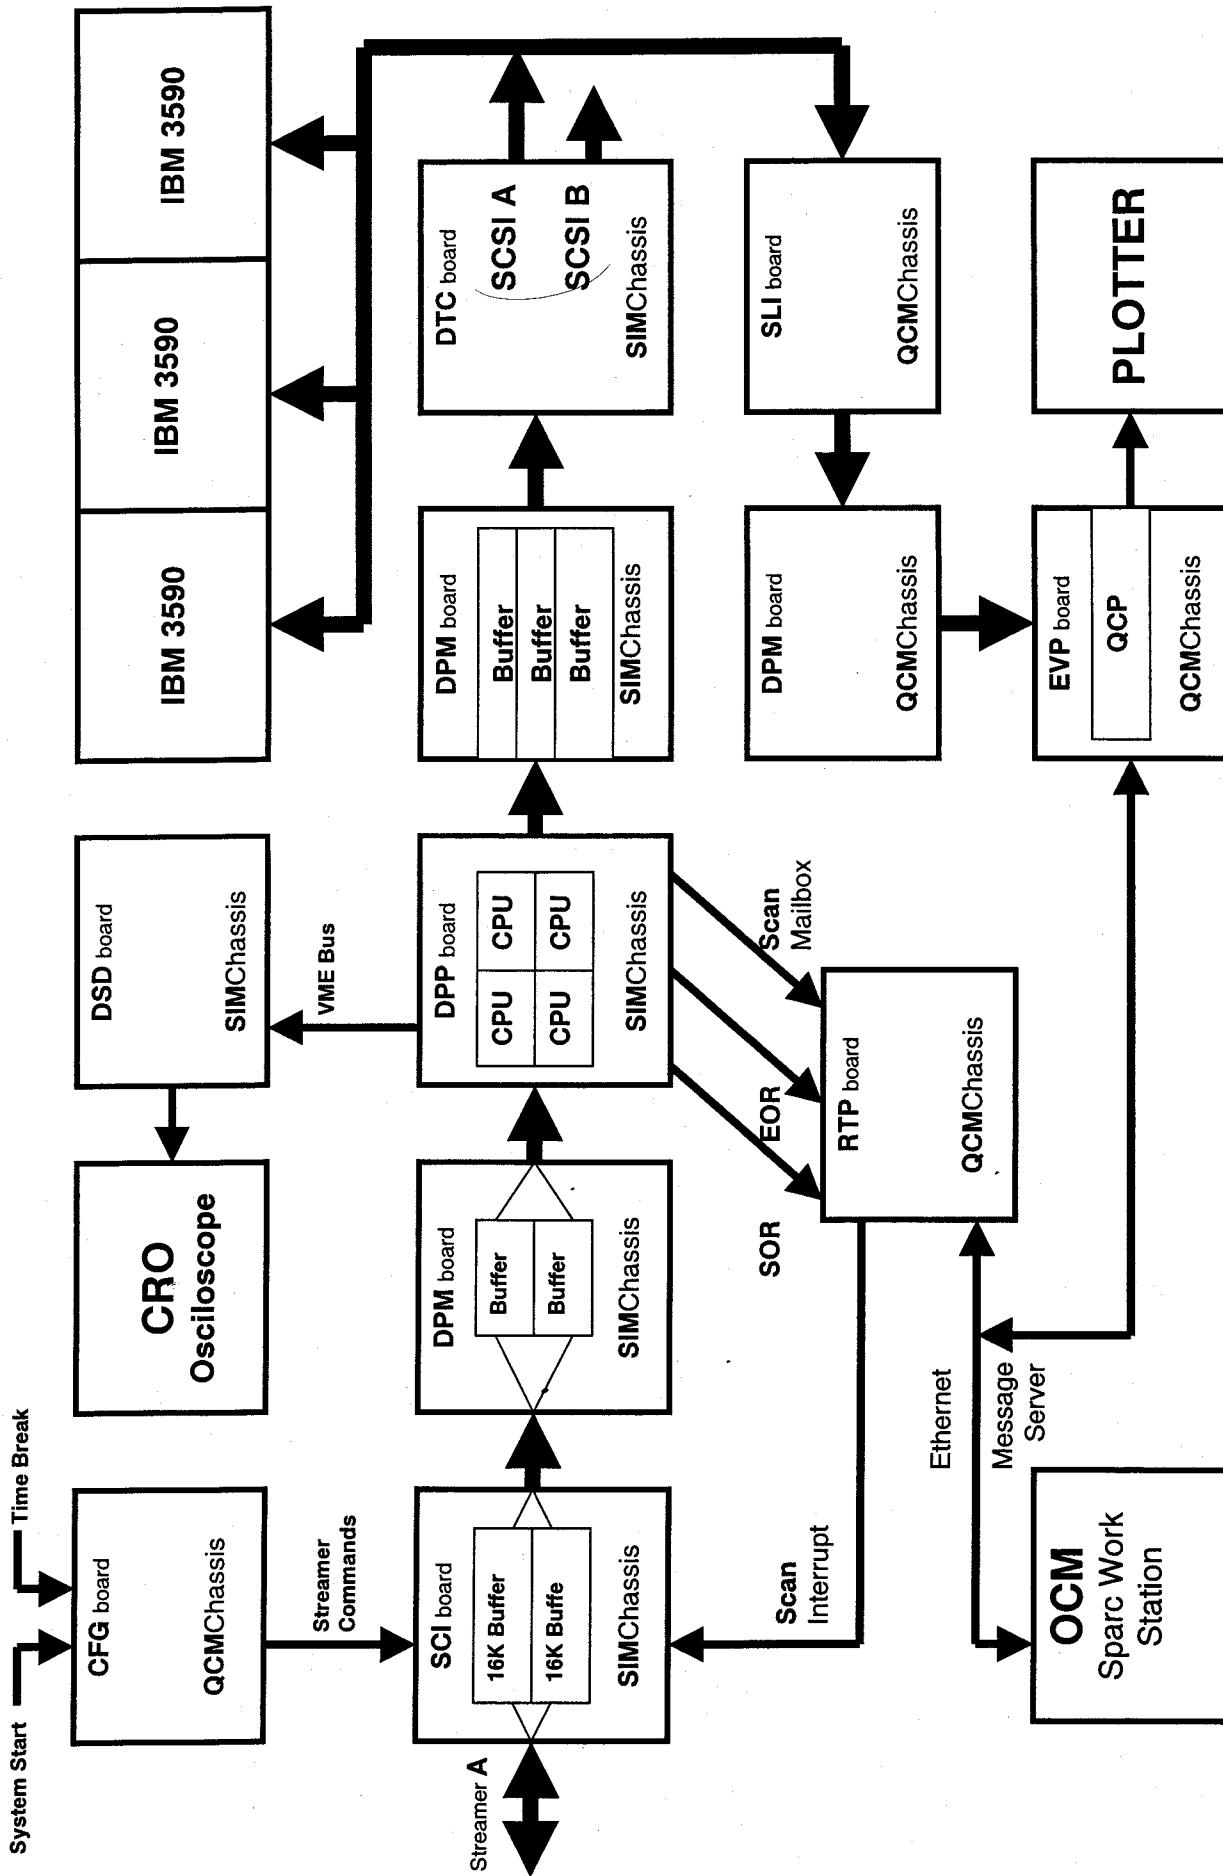 System Start
Time Break
CFG board
QCMChassis
CRO
Osciloscope
DSD board
SIMChassis
IBM 3590
IBM 3590
IBM 3590
Streamer
Commands
VME Bus
Streamer A
SCI board
16K Buffer
16K Buffe
SIMChassis
DPM board
Buffer
Buffer
SIMChassis
DPP board
CPU
CPU
CPU
CPU
SIMChassis
DPM board
Buffer
Buffer
Buffer
SIMChassis
DTC board
SCSI A
SCSI B
SIMChassis
Scan
Interrupt
SOR
EOR
Scan
Mailbox
RTP board
QCMChassis
DPM board
QCMChassis
SLI board
QCMChassis
Ethernet
Message
Server
OCM
Sparc Work
Station
EVP board
QCP
QCMChassis
PLOTTER